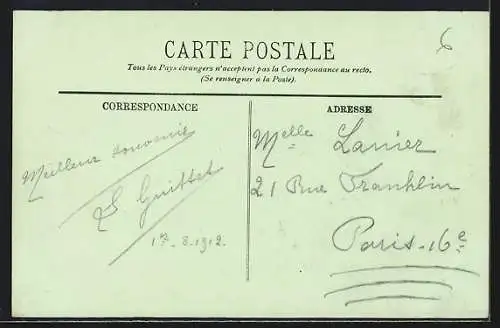 CARTE POSTALE
Tous les Pays étrangers n'acceptent pas la Correspondance au recto.
(Se renseigner à la Poste).
CORRESPONDANCE
ADRESSE
6
Meilleur souvenir
Guittet
8.1912.
Melle Lanier
21 Rue Franklin
Paris-16e